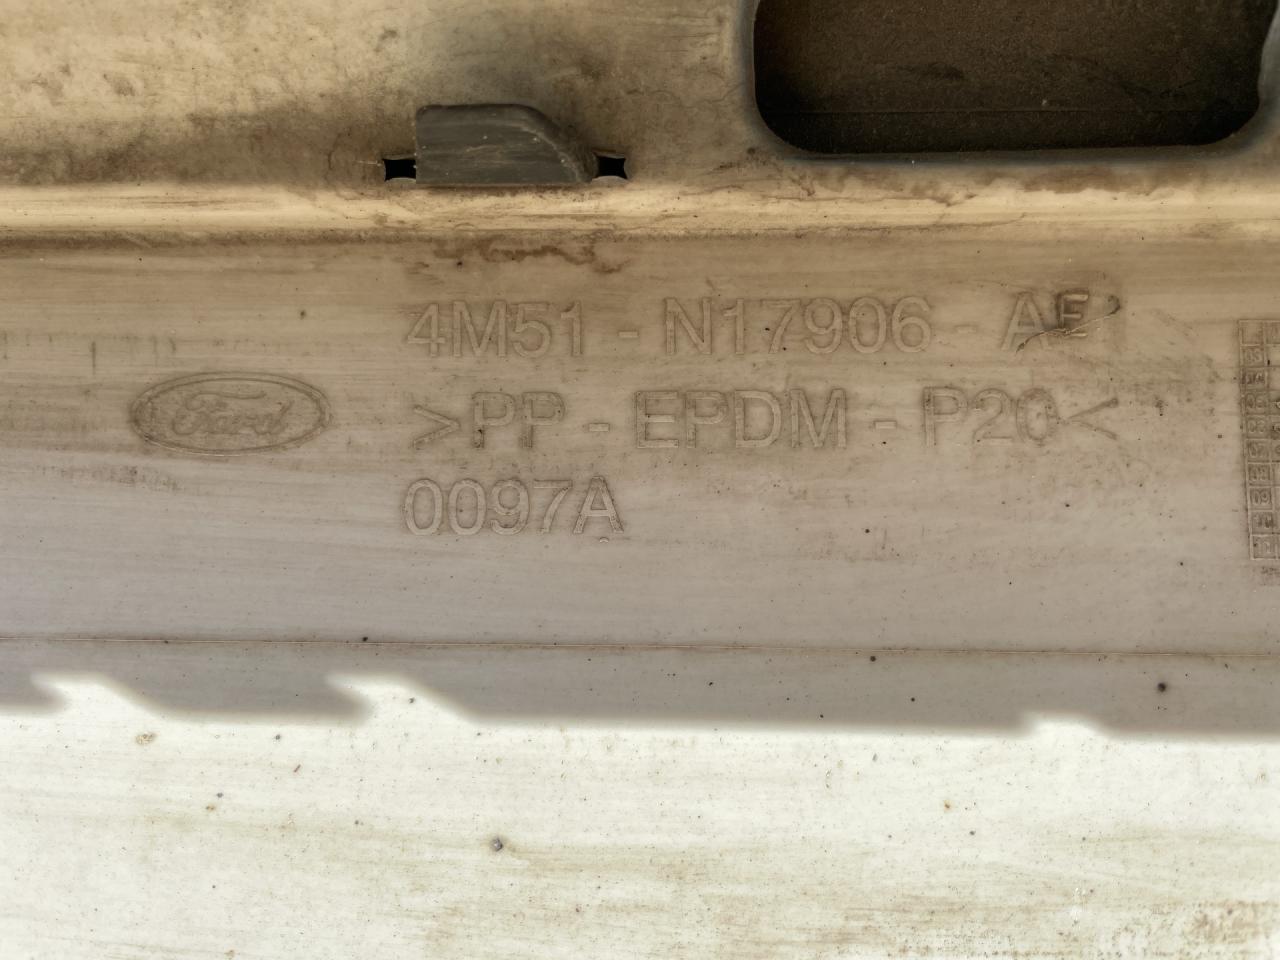 4M51 - N17906 - AE
Ford
>PP - EPDM - P20<
0097A